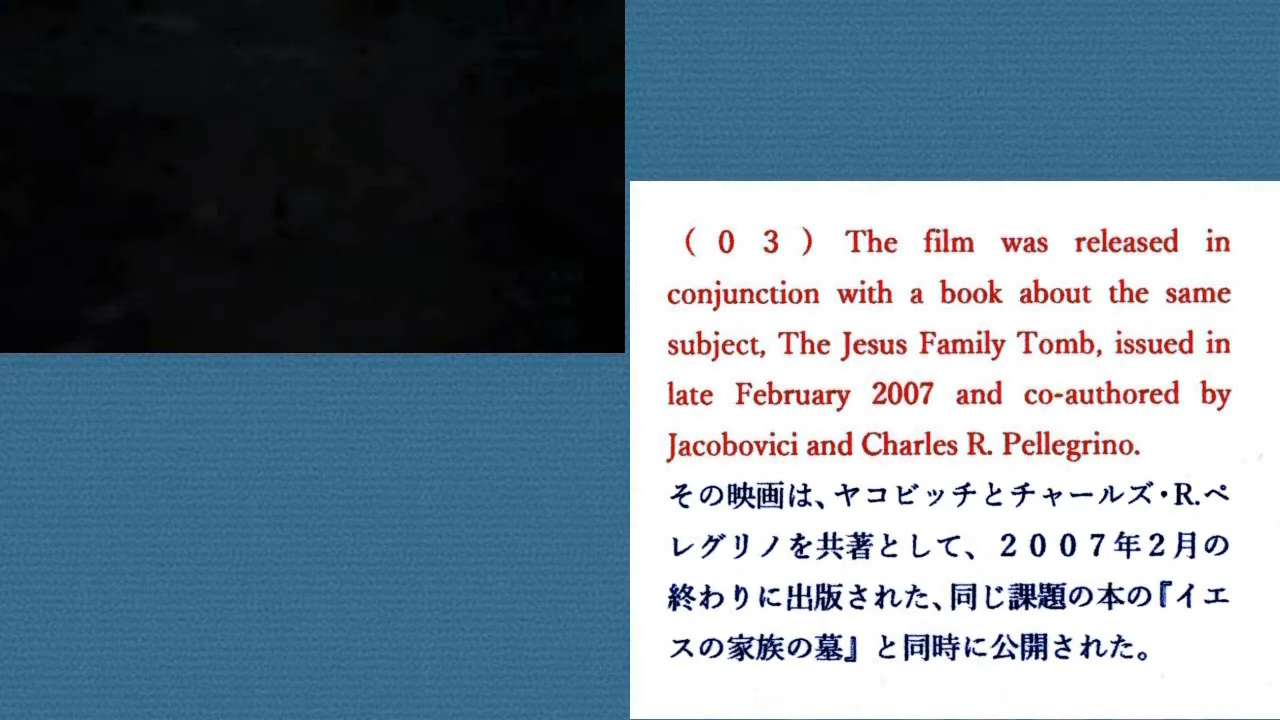 （０３）The film was released in
conjunction with a book about the same
subject, The Jesus Family Tomb, issued in
late February 2007 and co-authored by
Jacobovici and Charles R. Pellegrino.
その映画は、ヤコビッチとチャールズ・R.ペ
レグリノを共著として、２００７年２月の
終わりに出版された、同じ課題の本の『イエ
スの家族の墓』と同時に公開された。